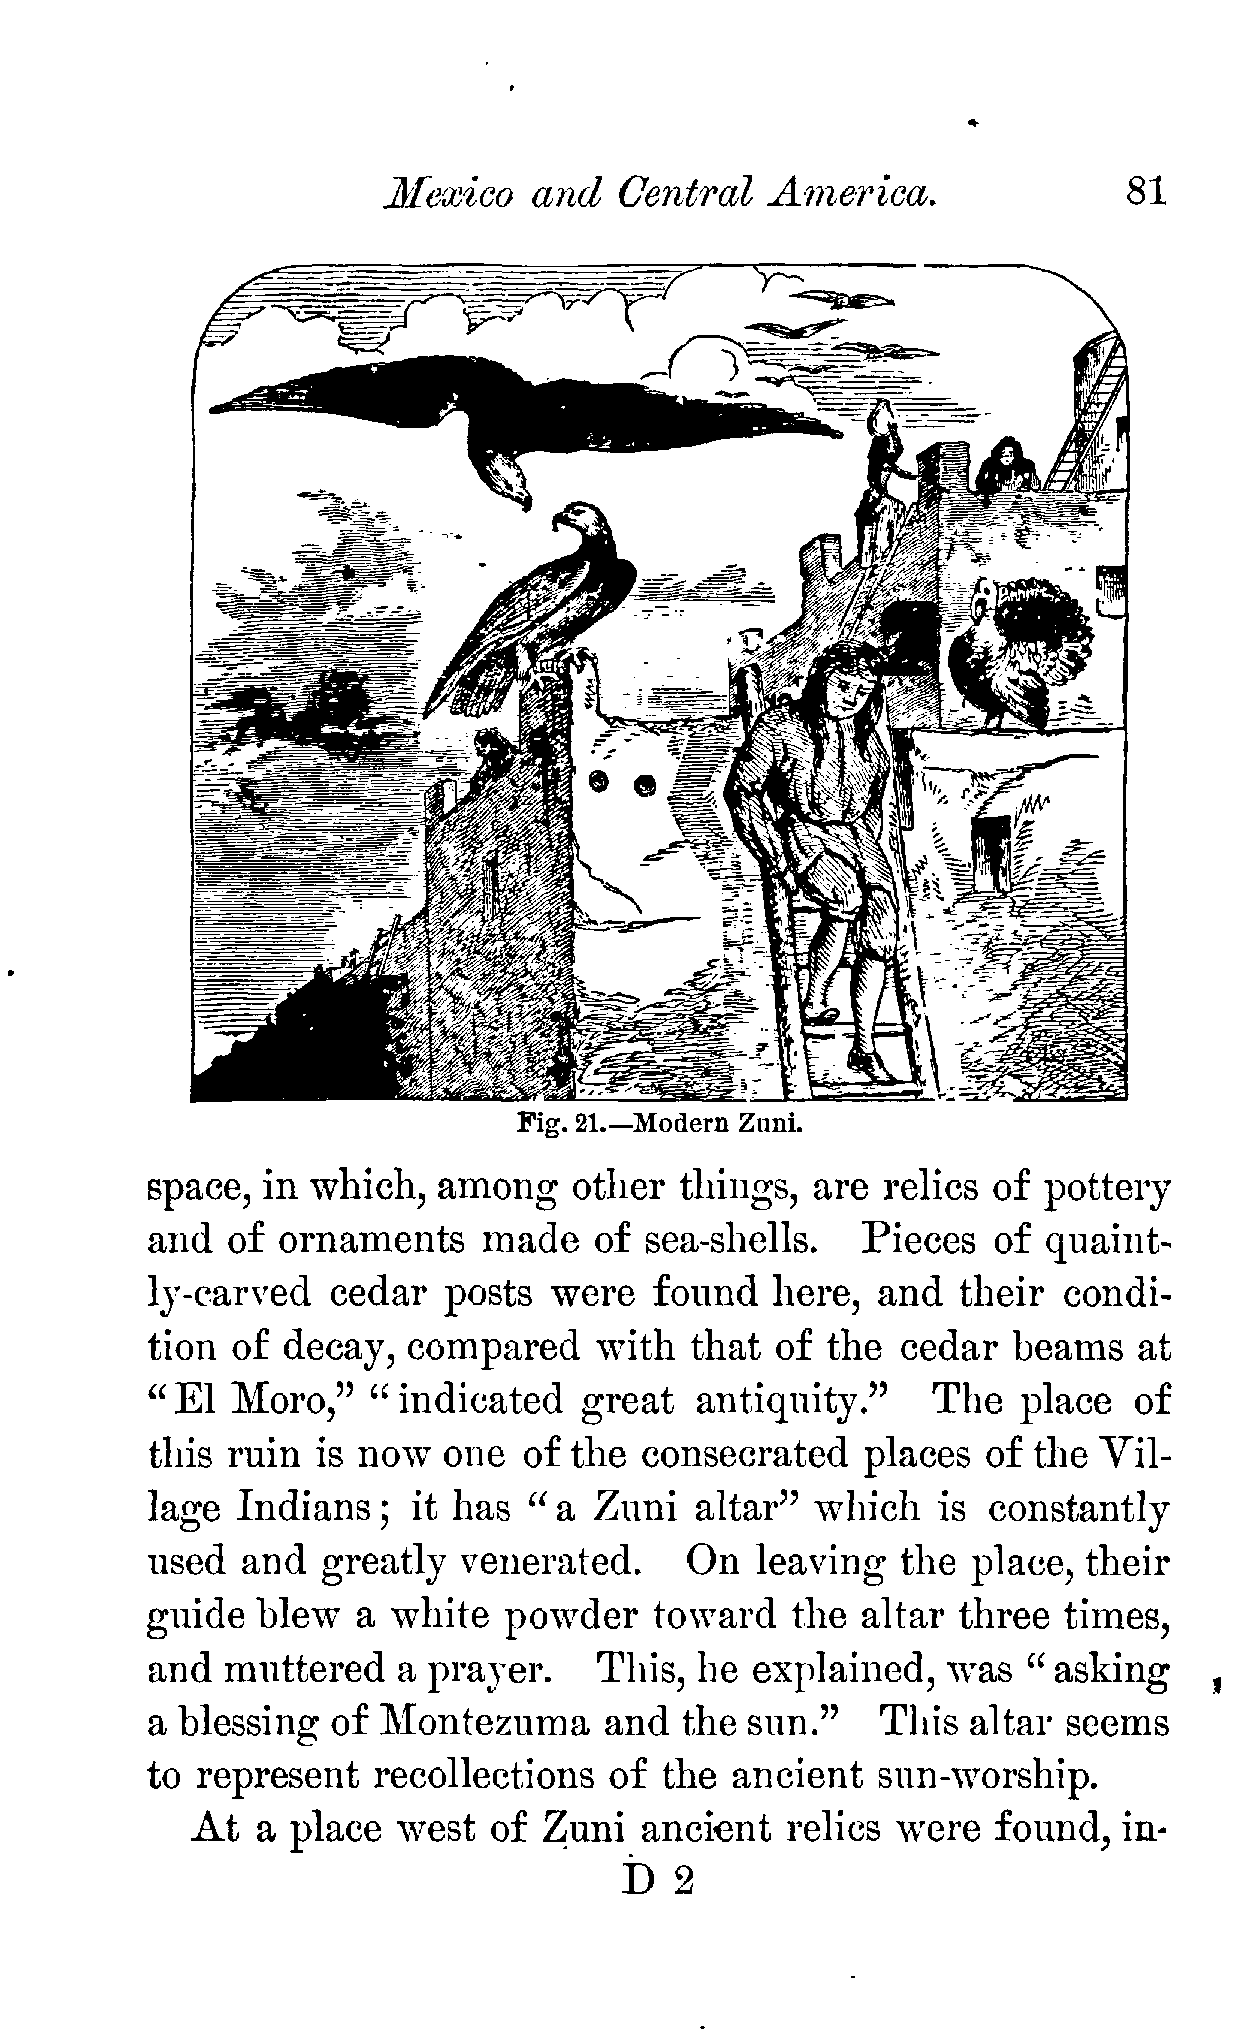 Mexico and Central America. 81
Fig. 21.—Modern Zuni.
space, in which, among other things, are relics of pottery
and of ornaments made of sea-shells. Pieces of quaint-
ly-carved cedar posts were found here, and their condi-
tion of decay, compared with that of the cedar beams at
"El Moro," "indicated great antiquity." The place of
this ruin is now one of the consecrated places of the Vil-
lage Indians; it has "a Zuni altar" which is constantly
used and greatly venerated. On leaving the place, their
guide blew a white powder toward the altar three times,
and muttered a prayer. This, he explained, was "asking
a blessing of Montezuma and the sun." This altar seems
to represent recollections of the ancient sun-worship.
At a place west of Zuni ancient relics were found, in-
D 2